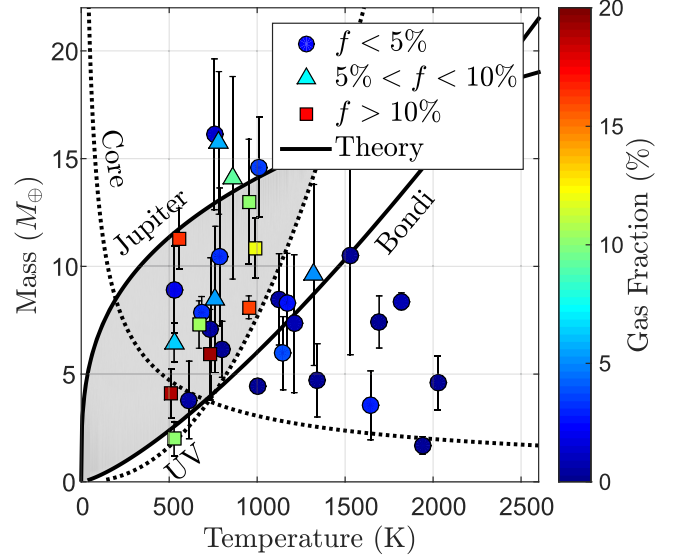 20
15
10
5
0
Mass (M⊕)
0
500
1000
1500
2000
2500
Temperature (K)
Core
Jupiter
UV
Bondi
f < 5%
5% < f < 10%
f > 10%
Theory
20
15
10
5
0
Gas Fraction (%)